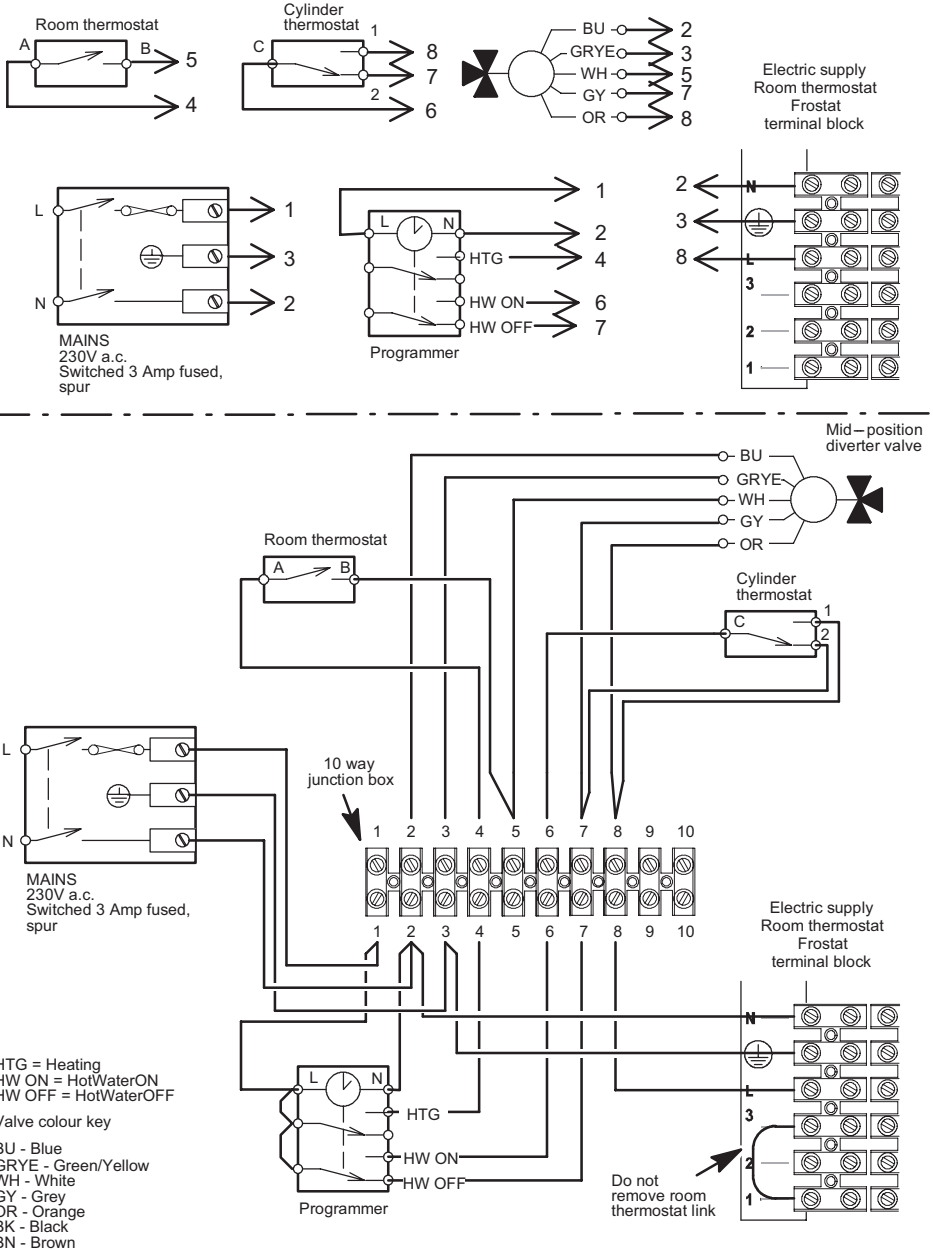 Room thermostat
A
B
5
4
Cylinder
thermostat
C
1
2
8
7
6
BU
GRYE
WH
GY
OR
2
3
5
7
8
Electric supply
Room thermostat
Frostat
terminal block
2
N
3
8
L
3
2
1
L
N
1
3
2
MAINS
230V a.c.
Switched 3 Amp fused,
spur
1
L
N
2
HTG
4
HW ON
6
HW OFF
7
Programmer
Mid–position
diverter valve
BU
GRYE
WH
GY
OR
Room thermostat
A
B
Cylinder
thermostat
C
1
2
L
N
MAINS
230V a.c.
Switched 3 Amp fused,
spur
10 way
junction box
1 2 3 4 5 6 7 8 9 10
1 2 3 4 5 6 7 8 9 10
Electric supply
Room thermostat
Frostat
terminal block
N
L
3
2
1
Do not
remove room
thermostat link
L
N
HTG
HW ON
HW OFF
Programmer
HTG = Heating
HW ON = HotWaterON
HW OFF = HotWaterOFF
Valve colour key
BU - Blue
GRYE - Green/Yellow
WH - White
GY - Grey
OR - Orange
BK - Black
BN - Brown